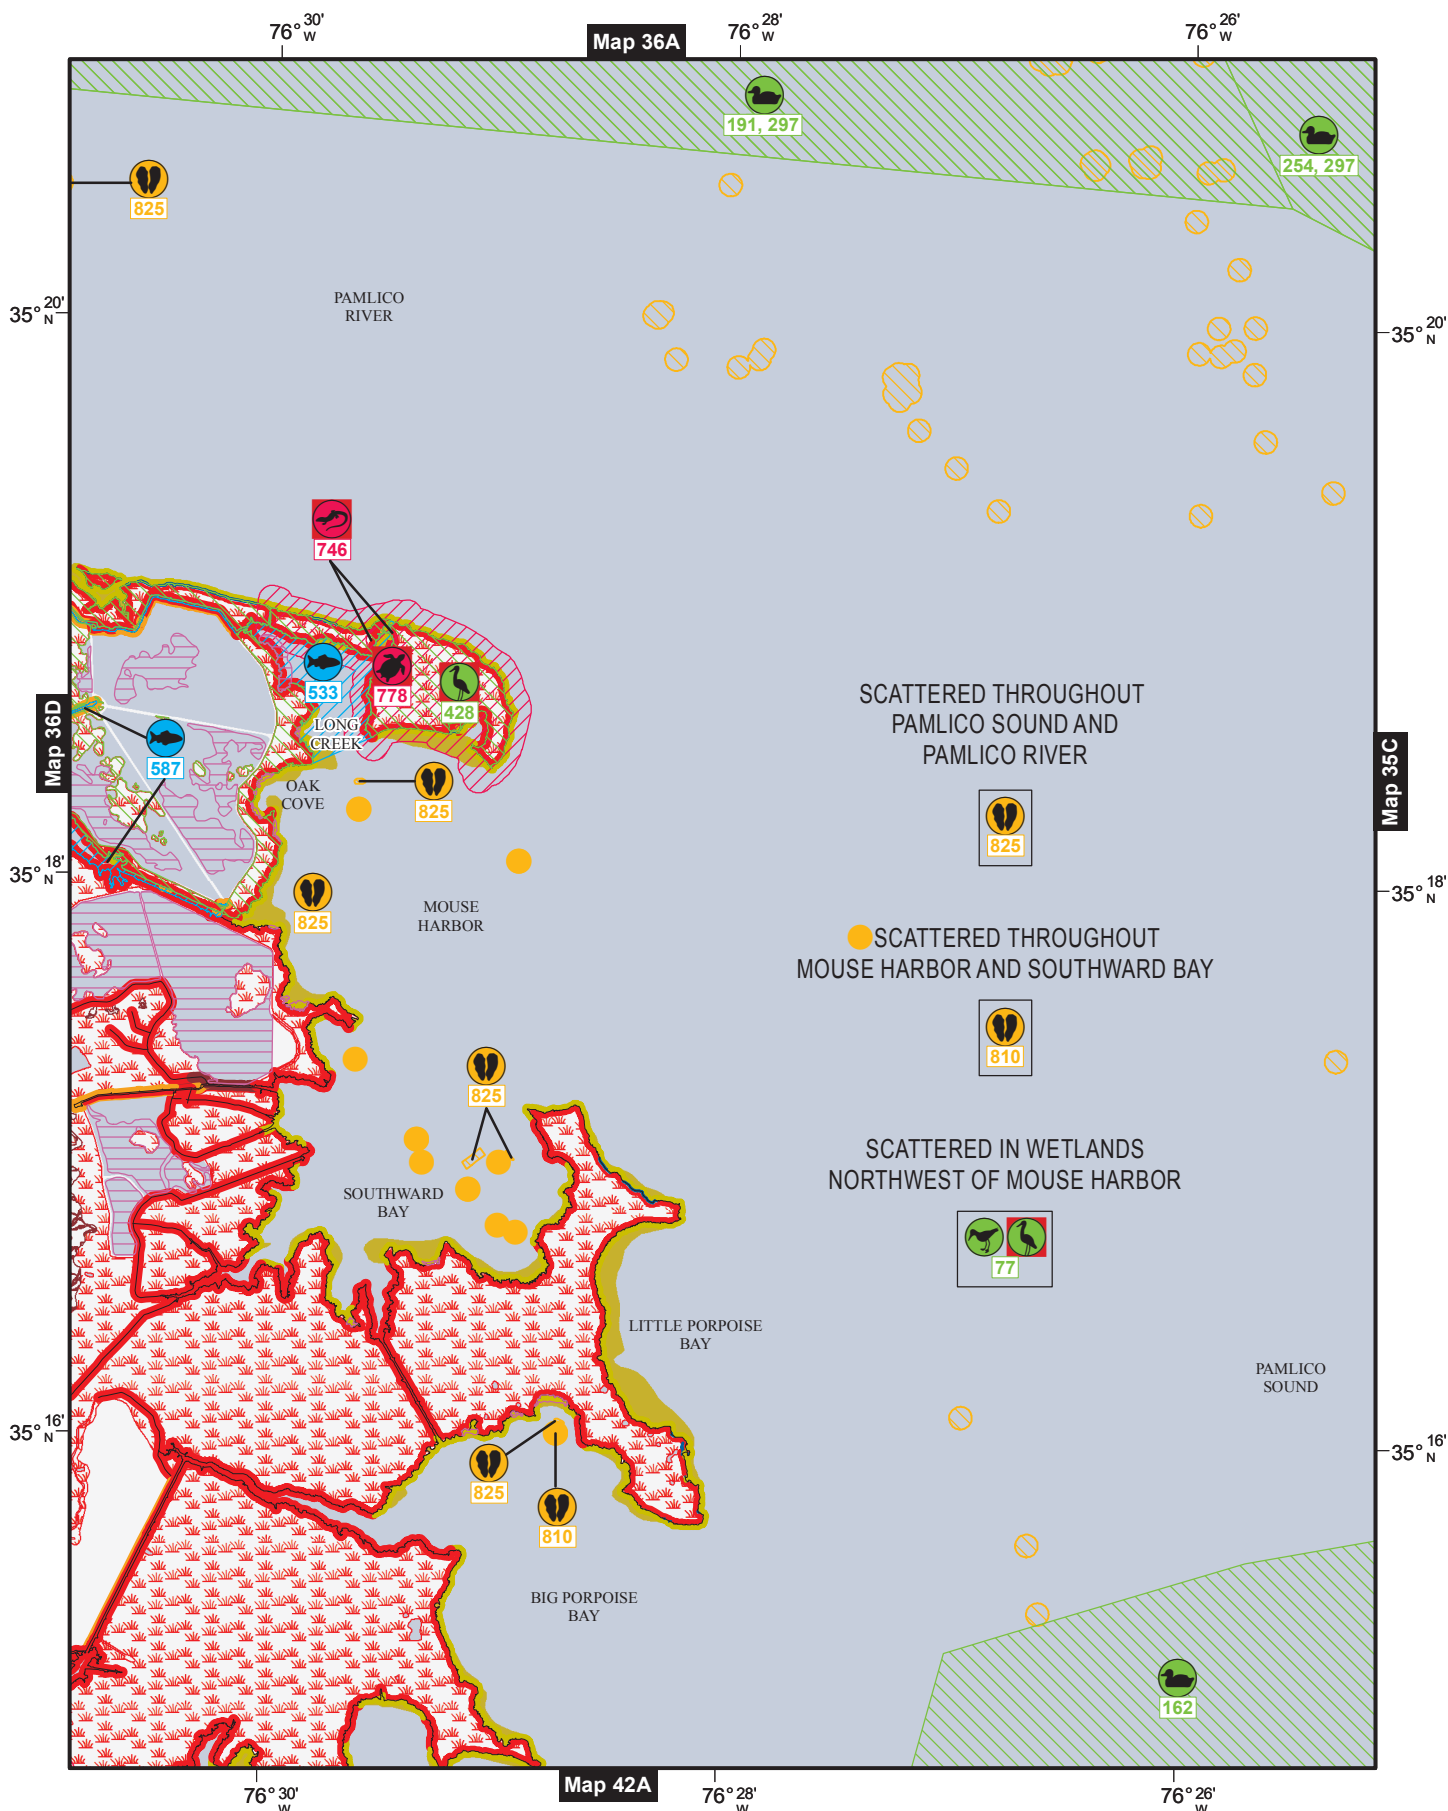 76° 30' W
Map 36A
76° 28' W
76° 26' W
191, 297
254, 297
825
PAMLICO
RIVER
35° 20' N
35° 20' N
746
533
778
428
LONG
CREEK
Map 36D
587
OAK
COVE
825
SCATTERED THROUGHOUT
PAMLICO SOUND AND
PAMLICO RIVER
825
Map 35C
35° 18' N
35° 18' N
825
MOUSE
HARBOR
SCATTERED THROUGHOUT
MOUSE HARBOR AND SOUTHWARD BAY
810
825
SCATTERED IN WETLANDS
NORTHWEST OF MOUSE HARBOR
77
SOUTHWARD
BAY
LITTLE PORPOISE
BAY
PAMLICO
SOUND
35° 16' N
35° 16' N
825
810
BIG PORPOISE
BAY
162
76° 30' W
Map 42A
76° 28' W
76° 26' W